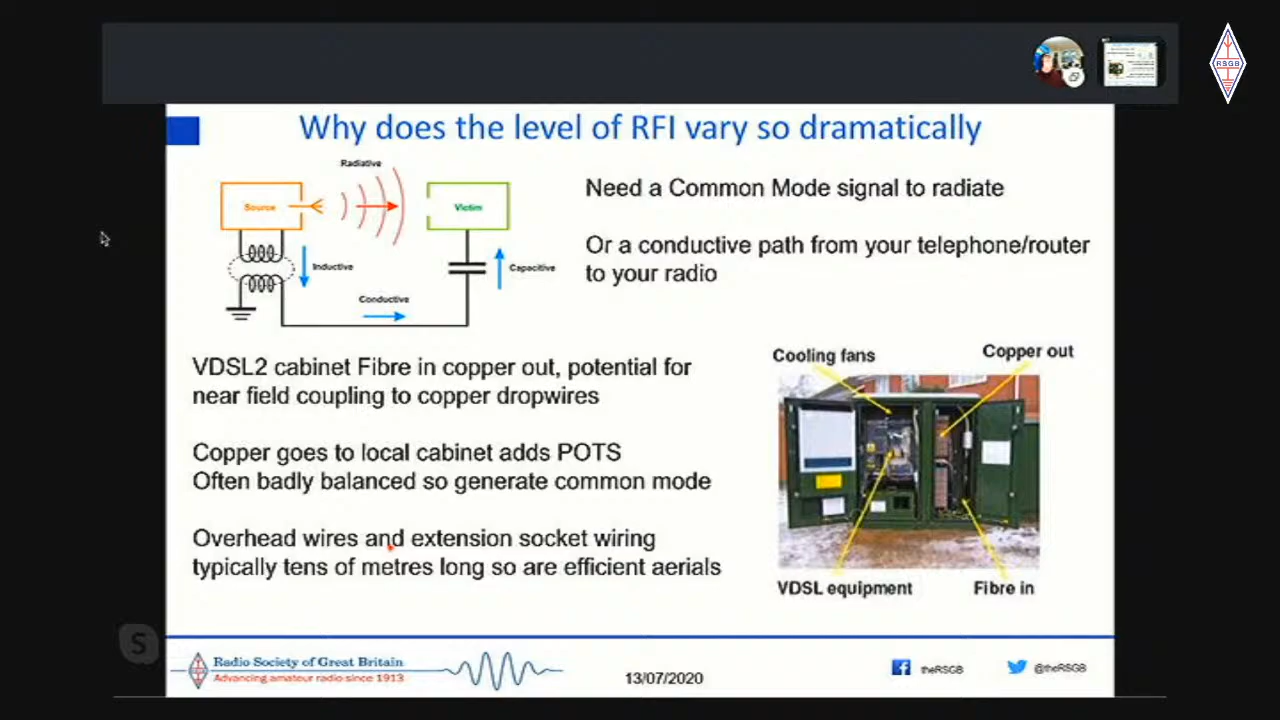 RSGB
Why does the level of RFI vary so dramatically
Radiative
Source
Victim
Inductive
Capacitive
Conductive
Need a Common Mode signal to radiate
Or a conductive path from your telephone/router
to your radio
VDSL2 cabinet Fibre in copper out, potential for
near field coupling to copper dropwires
Copper goes to local cabinet adds POTS
Often badly balanced so generate common mode
Overhead wires and extension socket wiring
typically tens of metres long so are efficient aerials
Cooling fans
Copper out
VDSL equipment
Fibre in
S
Radio Society of Great Britain
Advancing amateur radio since 1913
13/07/2020
theRSGB
@theRSGB